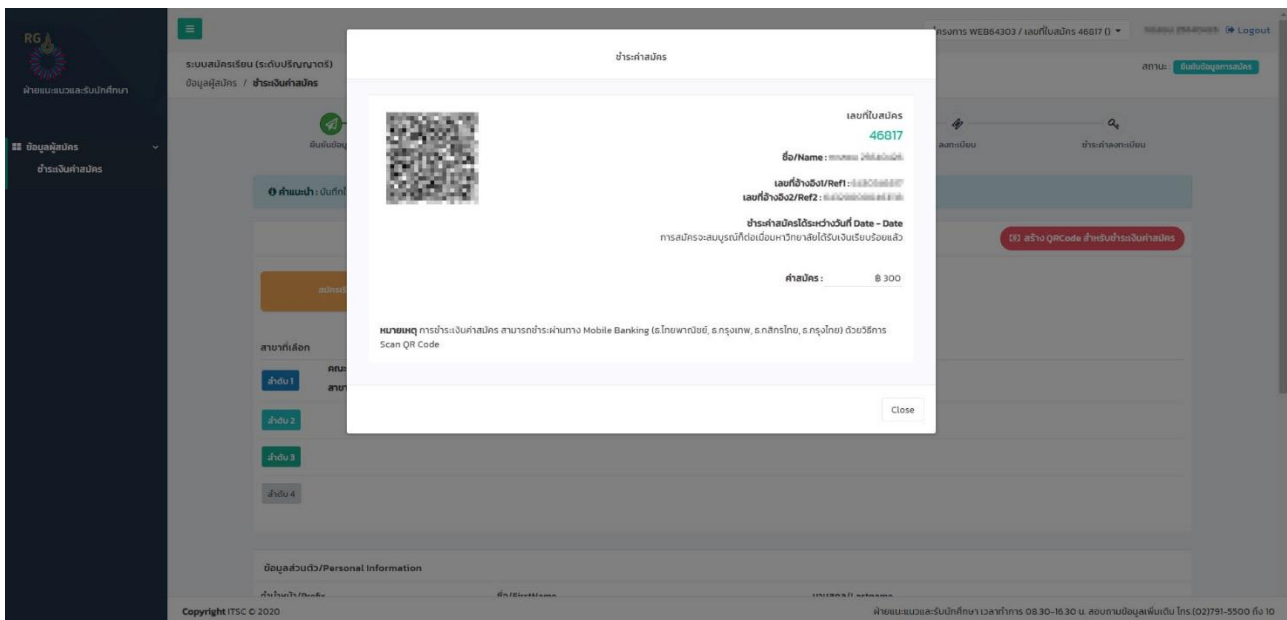 RG
ฝ่ายแนะแนวและรับนักศึกษา
ข้อมูลผู้สมัคร
ชำระเงินค่าสมัคร
โครงการ WEB64303 / เลขที่ใบสมัคร 46817 ()
Logout
ระบบสมัครเรียน (ระดับปริญญาตรี)
สถานะ : ยืนยันข้อมูลการสมัคร
ข้อมูลผู้สมัคร / ชำระเงินค่าสมัคร
ลงทะเบียน
ชำระค่าลงทะเบียน
คำแนะนำ :
สร้าง QRCode สำหรับชำระเงินค่าสมัคร
สาขาที่เลือก
ลำดับ 1
ลำดับ 2
ลำดับ 3
ลำดับ 4
ชำระค่าสมัคร
เลขที่ใบสมัคร
46817
ชื่อ/Name :
เลขที่อ้างอิง1/Ref1 :
เลขที่อ้างอิง2/Ref2 :
ชำระค่าสมัครได้ระหว่างวันที่ Date - Date
การสมัครจะสมบูรณ์ก็ต่อเมื่อมหาวิทยาลัยได้รับเงินเรียบร้อยแล้ว
ค่าสมัคร : ฿ 300
หมายเหตุ การชำระเงินค่าสมัคร สามารถชำระผ่านทาง Mobile Banking (ธ.ไทยพาณิชย์, ธ.กรุงเทพ, ธ.กสิกรไทย, ธ.กรุงไทย) ด้วยวิธีการ
Scan QR Code
Close
ข้อมูลส่วนตัว/Personal Information
Copyright ITSC © 2020
ฝ่ายแนะแนวและรับนักศึกษา เวลาทำการ 08.30-16.30 น. สอบถามข้อมูลเพิ่มเติม โทร.(02)791-5500 ถึง 10